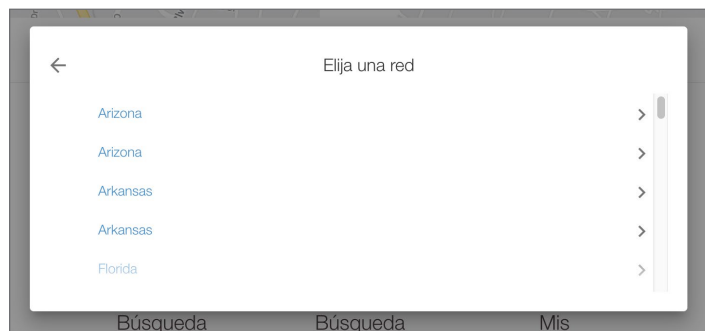 Elija una red
Arizona
Arizona
Arkansas
Arkansas
Florida
Búsqueda Búsqueda Mis